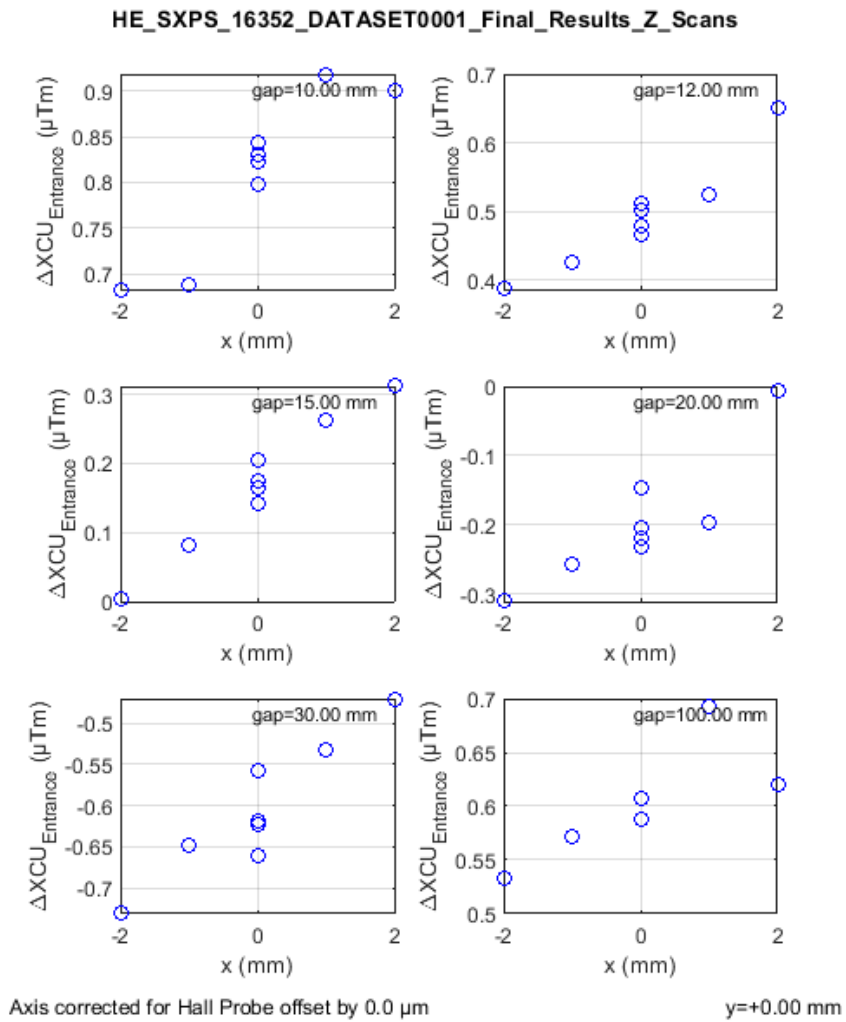 HE_SXPS_16352_DATASET0001_Final_Results_Z_Scans
ΔXCU_Entrance (µTm)
gap=10.00 mm
0.9
0.85
0.8
0.75
0.7
-2 0 2
x (mm)
ΔXCU_Entrance (µTm)
gap=12.00 mm
0.7
0.6
0.5
0.4
-2 0 2
x (mm)
ΔXCU_Entrance (µTm)
gap=15.00 mm
0.3
0.2
0.1
0
-2 0 2
x (mm)
ΔXCU_Entrance (µTm)
gap=20.00 mm
0
-0.1
-0.2
-0.3
-2 0 2
x (mm)
ΔXCU_Entrance (µTm)
gap=30.00 mm
-0.5
-0.55
-0.6
-0.65
-0.7
-2 0 2
x (mm)
ΔXCU_Entrance (µTm)
gap=100.00 mm
0.7
0.65
0.6
0.55
0.5
-2 0 2
x (mm)
Axis corrected for Hall Probe offset by 0.0 µm
y=+0.00 mm